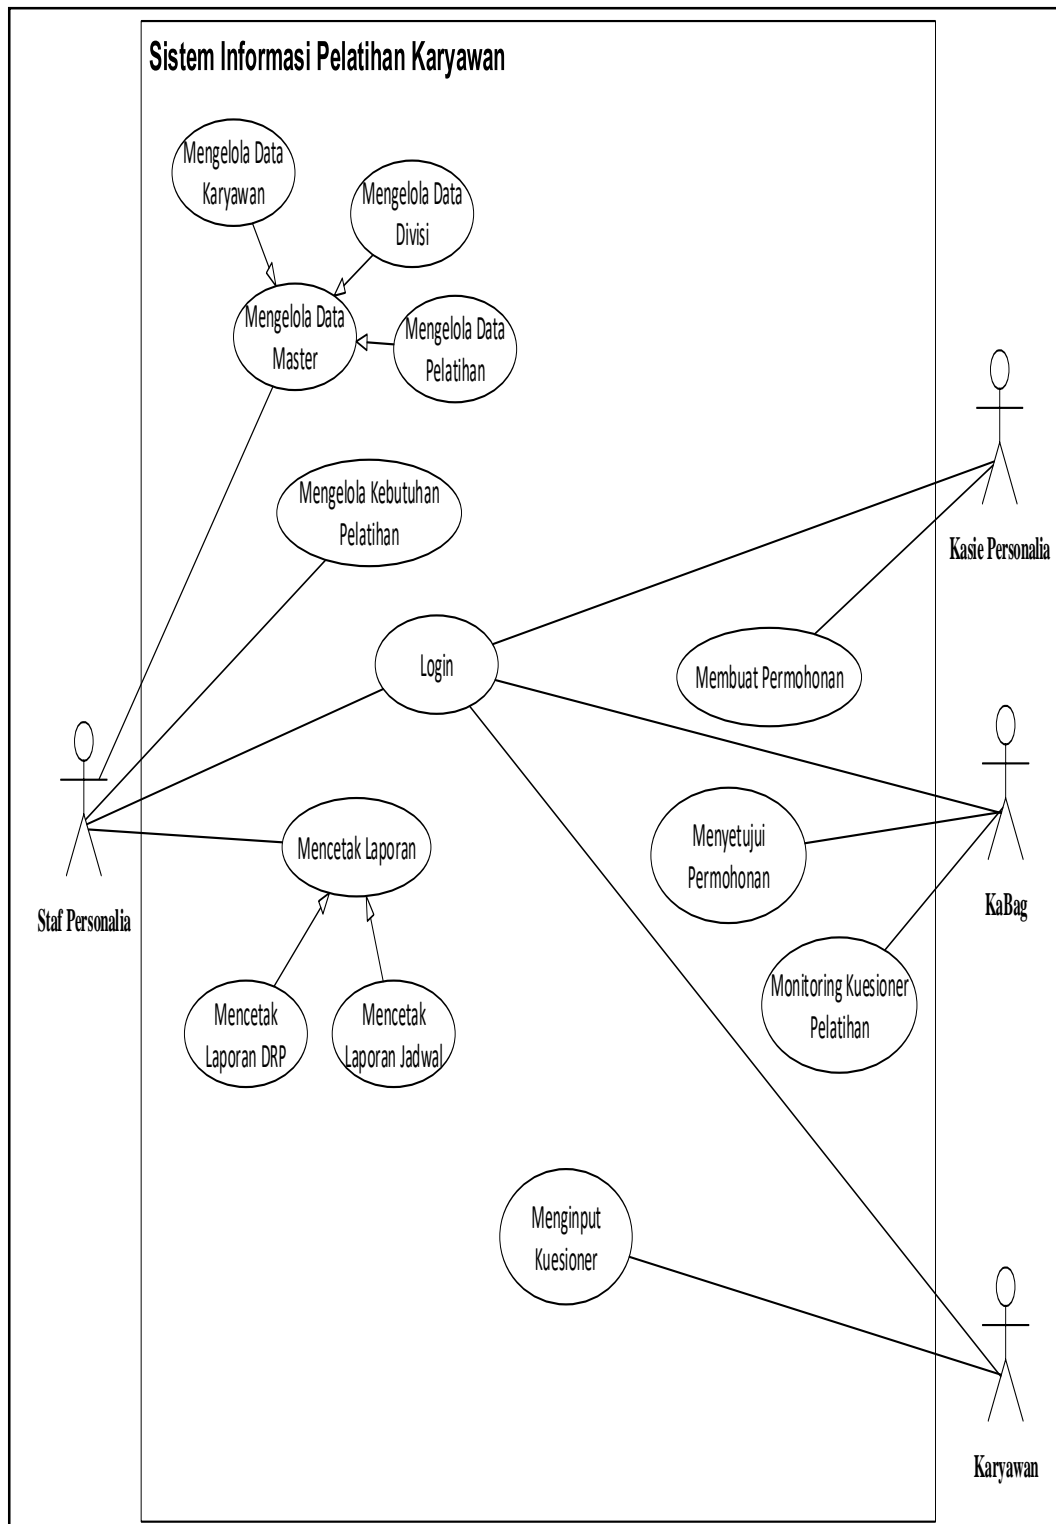 Sistem Informasi Pelatihan Karyawan
Mengelola Data
Karyawan
Mengelola Data
Divisi
Mengelola Data
Master
Mengelola Data
Pelatihan
Mengelola Kebutuhan
Pelatihan
Kasie Personalia
Login
Membuat Permohonan
Mencetak Laporan
Menyetujui
Permohonan
KaBag
Staf Personalia
Monitoring Kuesioner
Pelatihan
Mencetak
Laporan DRP
Mencetak
Laporan Jadwal
Menginput
Kuesioner
Karyawan